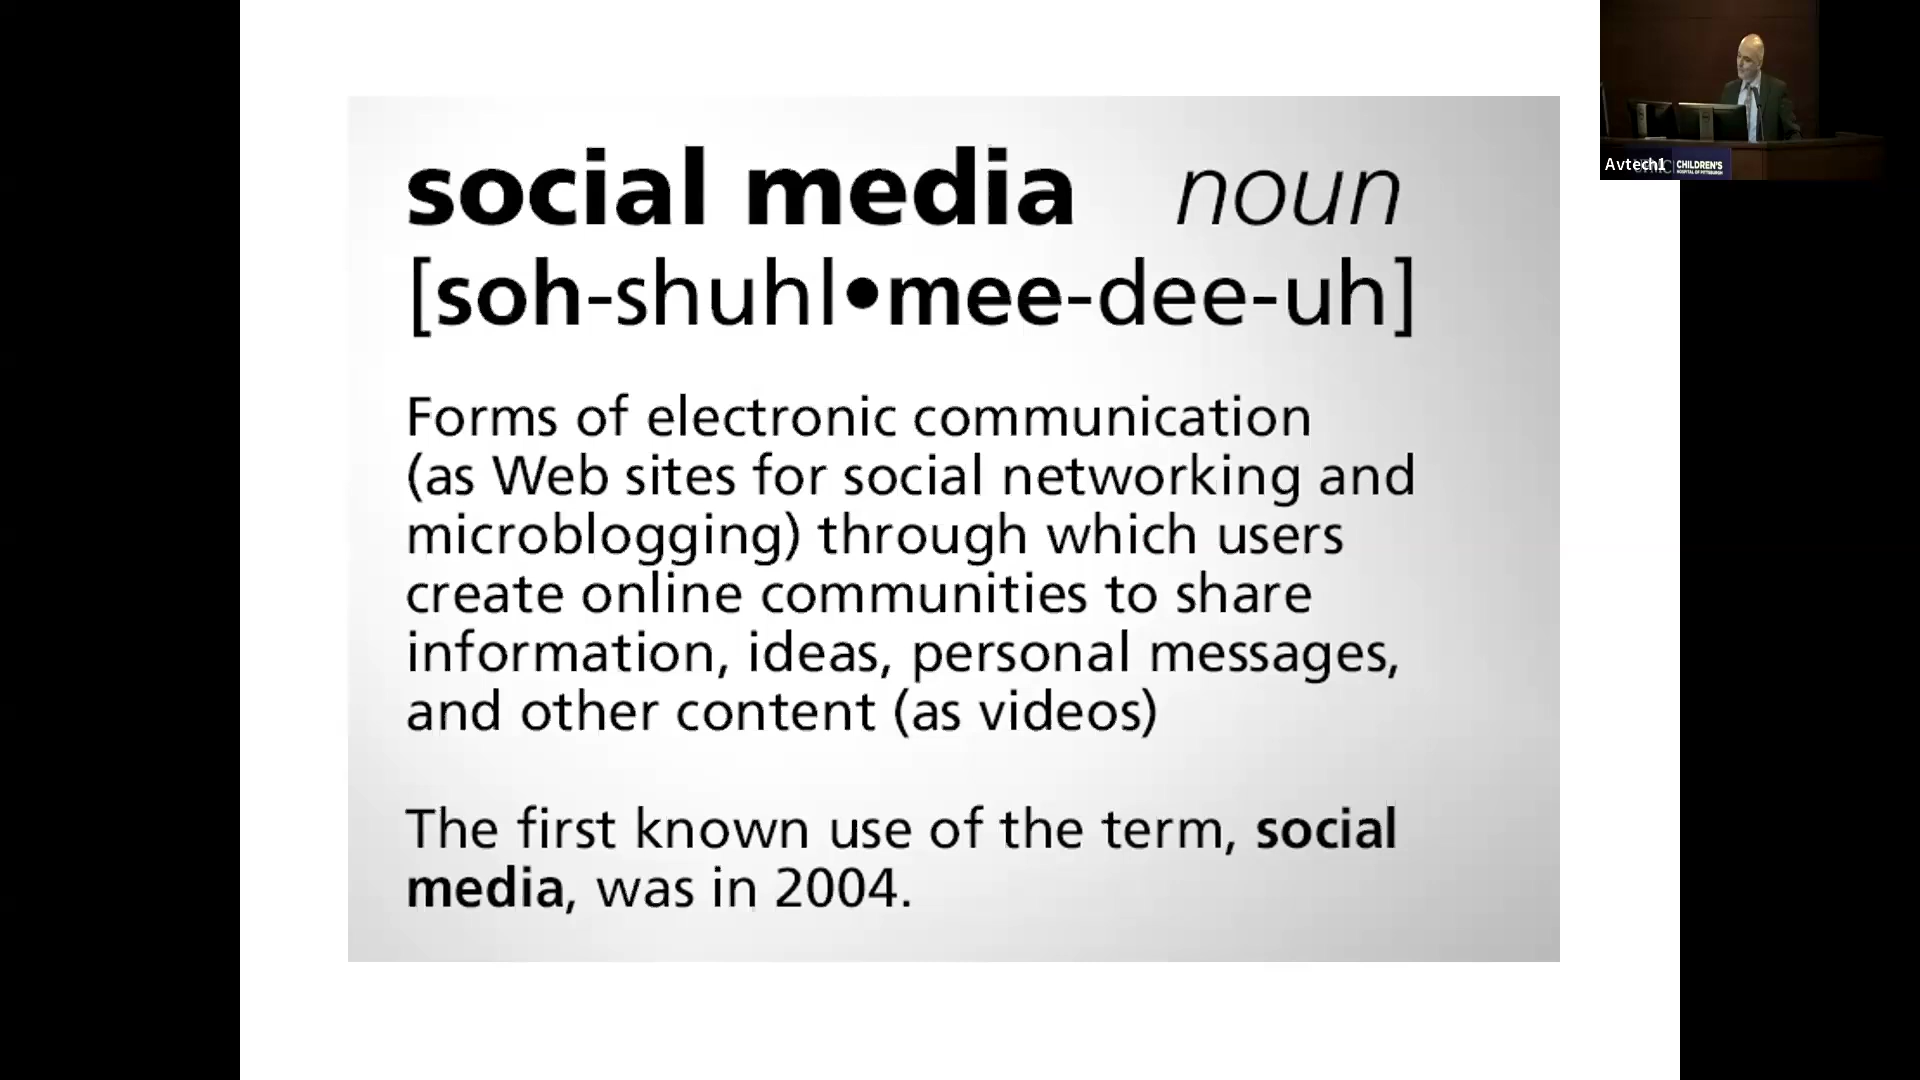 social media noun
[soh-shuhl•mee-dee-uh]
Forms of electronic communication
(as Web sites for social networking and
microblogging) through which users
create online communities to share
information, ideas, personal messages,
and other content (as videos)
The first known use of the term, social
media, was in 2004.
Avtech1
CHILDREN'S
HOSPITAL OF PITTSBURGH